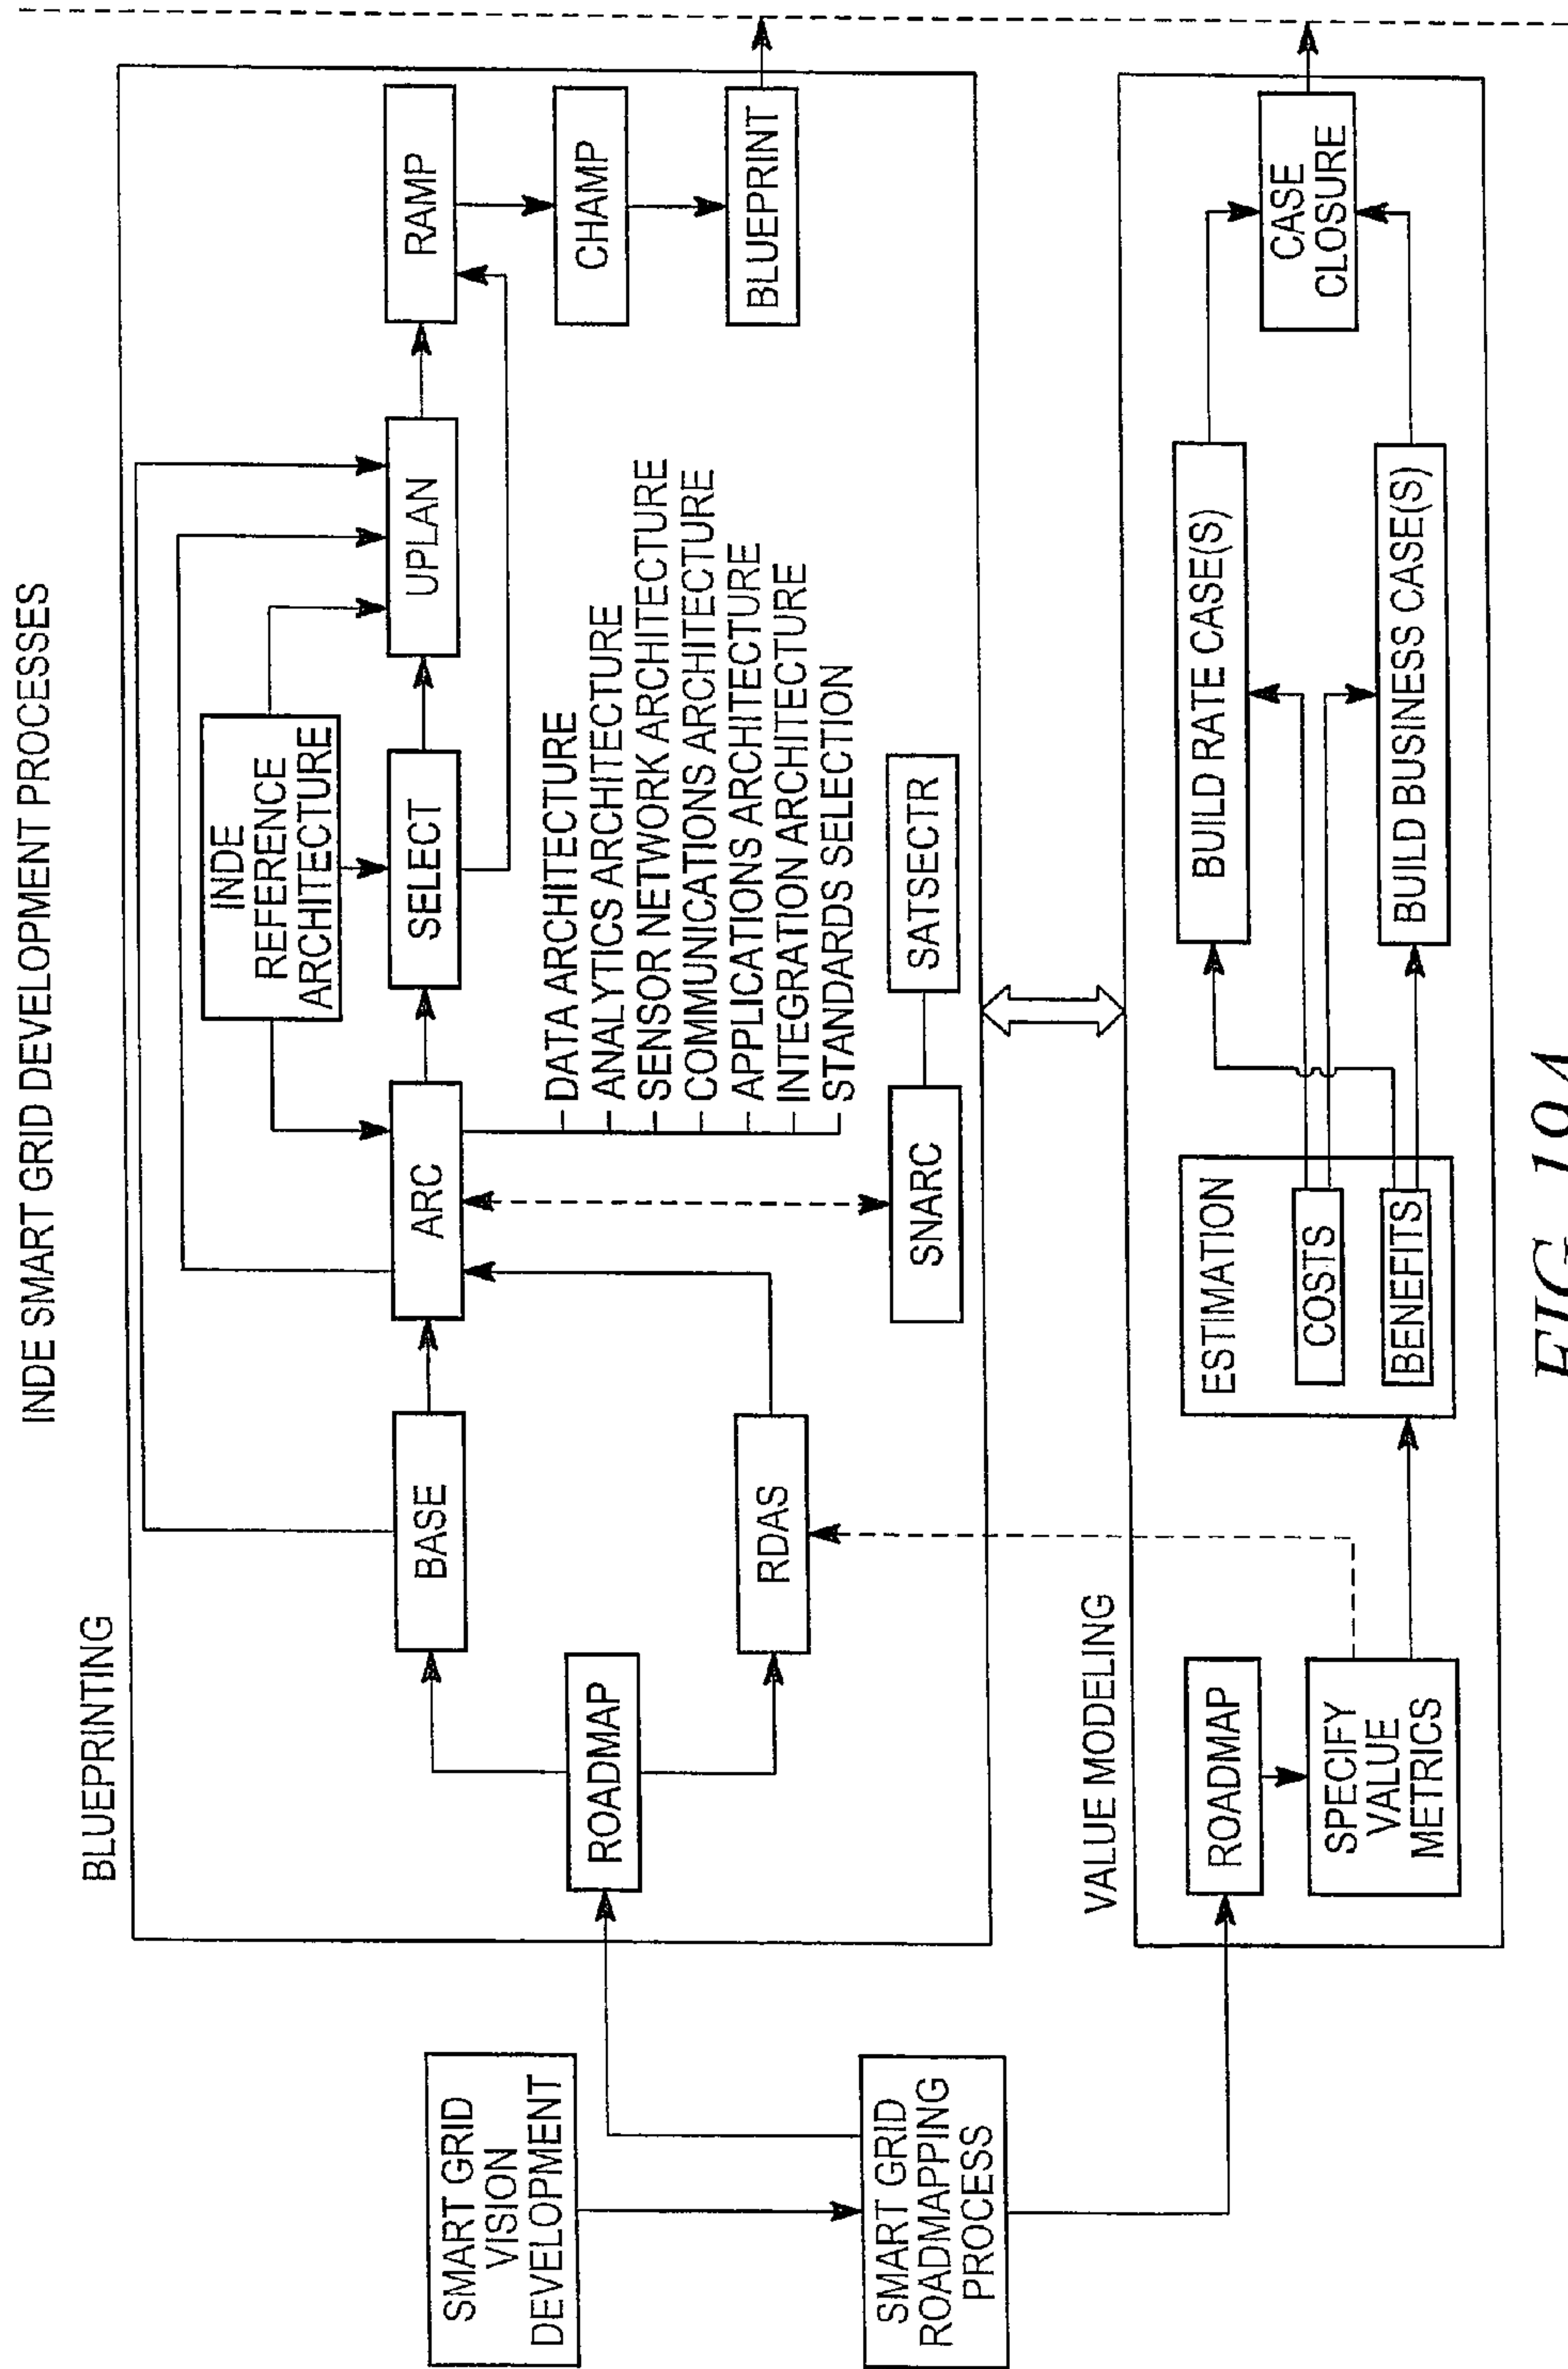 INDE SMART GRID DEVELOPMENT PROCESSES
BLUEPRINTING
SMART GRID
VISION
DEVELOPMENT
SMART GRID
ROADMAPPING
PROCESS
ROADMAP
BASE
RDAS
ARC
INDE
REFERENCE
ARCHITECTURE
SELECT
UPLAN
RAMP
CHAMP
BLUEPRINT
DATA ARCHITECTURE
ANALYTICS ARCHITECTURE
SENSOR NETWORK ARCHITECTURE
COMMUNICATIONS ARCHITECTURE
APPLICATIONS ARCHITECTURE
INTEGRATION ARCHITECTURE
STANDARDS SELECTION
SNARC
SATSECTR
VALUE MODELING
ROADMAP
SPECIFY
VALUE
METRICS
ESTIMATION
COSTS
BENEFITS
BUILD RATE CASE(S)
BUILD BUSINESS CASE(S)
CASE
CLOSURE
FIG. 19A